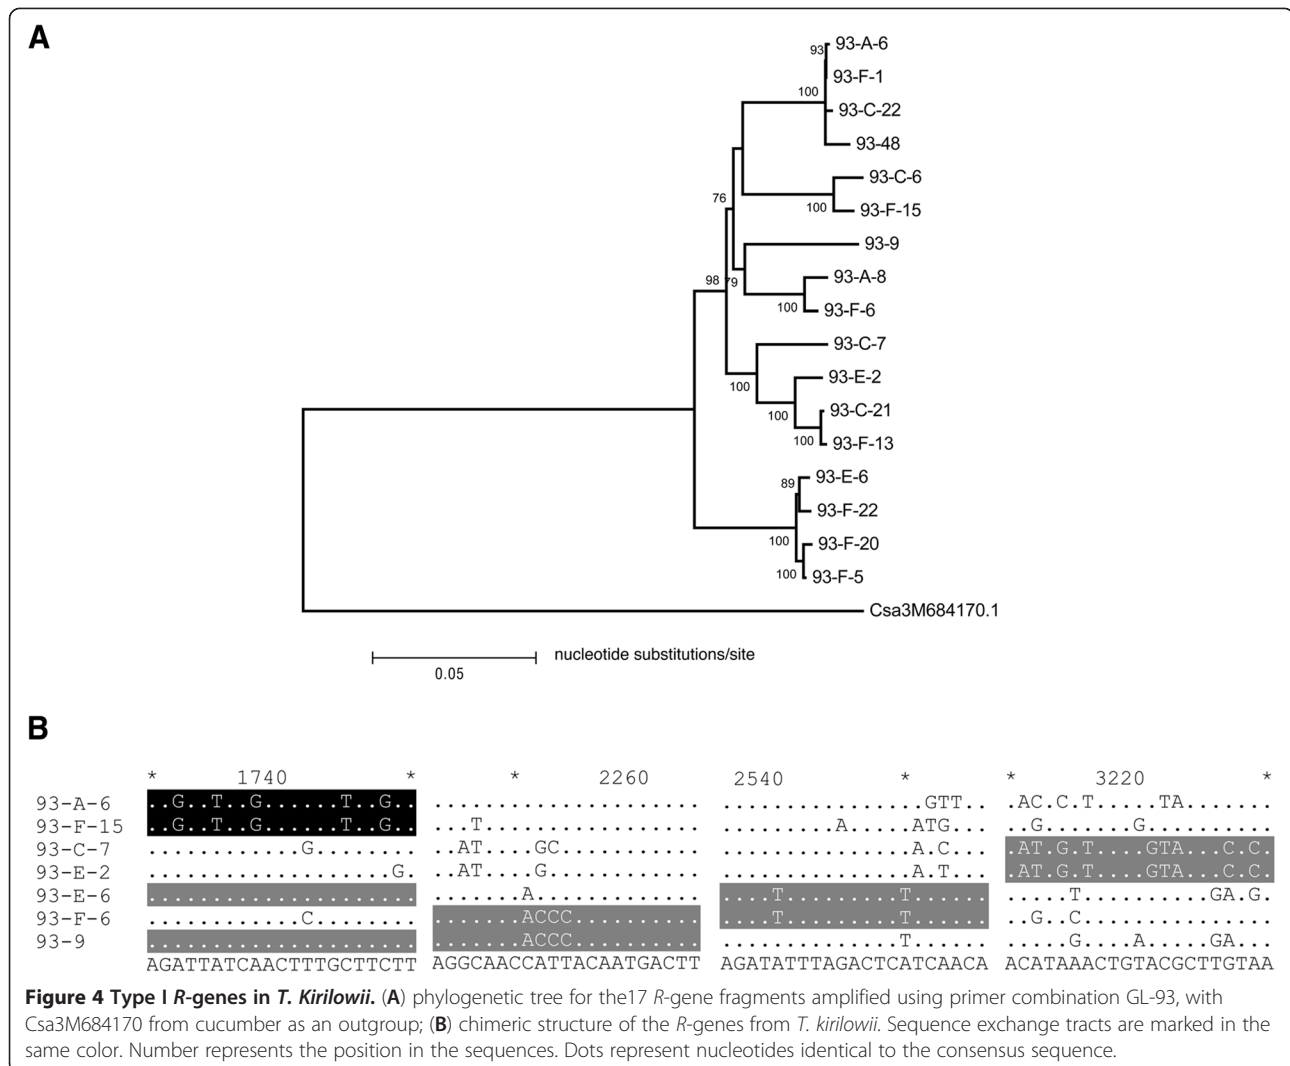 A
93
93-A-6
93-F-1
100
93-C-22
93-48
93-C-6
76
100
93-F-15
93-9
98
79
93-A-8
100
93-F-6
93-C-7
100
93-E-2
100
93-C-21
100
93-F-13
93-E-6
89
93-F-22
100
93-F-20
100
93-F-5
Csa3M684170.1
nucleotide substitutions/site
0.05
B
* 1740 * * 2260 2540 * * 3220 *
93-A-6 ..G..T..G......T..G.. ..................... ................GTT.. .AC.C.T.....TA.......
93-F-15 ..G..T..G......T..G.. ...T................. .........A.....ATG... ..G.......G..........
93-C-7 ............G........ ..AT....GC........... ...............A.C... .AT.G.T....GTA...C.C.
93-E-2 ...................G. ..AT....G............ ...............A.T... .AT.G.T....GTA...C.C.
93-E-6 ..................... .......A............. ....T.........T...... .....T..........GA.G.
93-F-6 ............C........ .......ACCC.......... ....T.........T...... ..G..C...............
93-9 ..................... .......ACCC.......... ..............T...... .....G....A.....GA...
AGATTATCAACTTTGCTTCTT AGGCAACCATTACAATGACTT AGATATTTAGACTCATCAACA ACATAAACTGTACGCTTGTAA
Figure 4 Type I R-genes in T. Kirilowii. (A) phylogenetic tree for the17 R-gene fragments amplified using primer combination GL-93, with
Csa3M684170 from cucumber as an outgroup; (B) chimeric structure of the R-genes from T. kirilowii. Sequence exchange tracts are marked in the
same color. Number represents the position in the sequences. Dots represent nucleotides identical to the consensus sequence.